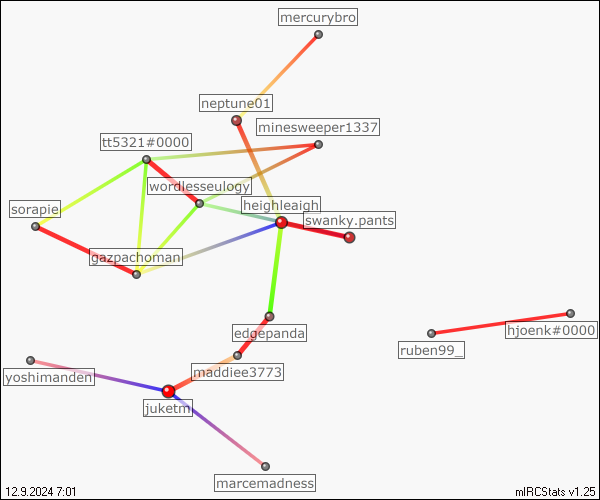 mercurybro
neptune01
minesweeper1337
tt5321#0000
wordlesseulogy
heighleaigh
sorapie
swanky.pants
gazpachoman
edgepanda
hjoenk#0000
ruben99_
maddiee3773
yoshimanden
juketm
marcemadness
12.9.2024 7:01
mIRCStats v1.25